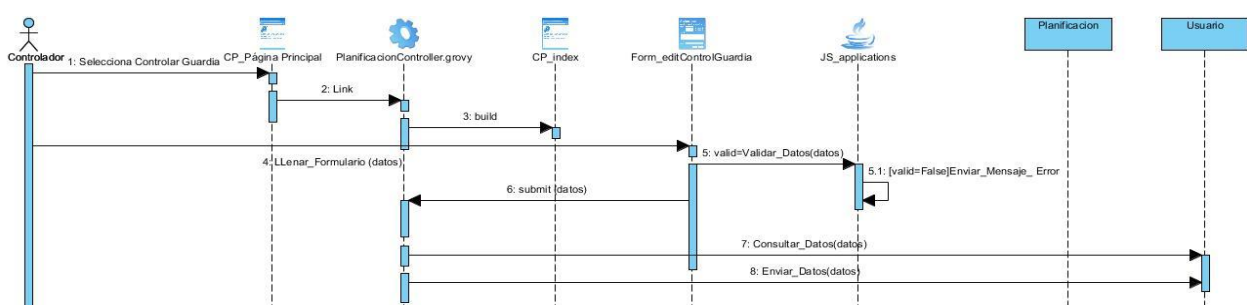 Planificacion
Usuario
Controlador
CP_Página Principal
PlanificacionController.grovy
CP_index
Form_editControlGuardia
JS_applications
1: Selecciona Controlar Guardia
2: Link
3: build
4: LLenar_Formulario (datos)
5: valid=Validar_Datos(datos)
5.1: [valid=False]Enviar_Mensaje_ Error
6: submit (datos)
7: Consultar_Datos(datos)
8: Enviar_Datos(datos)